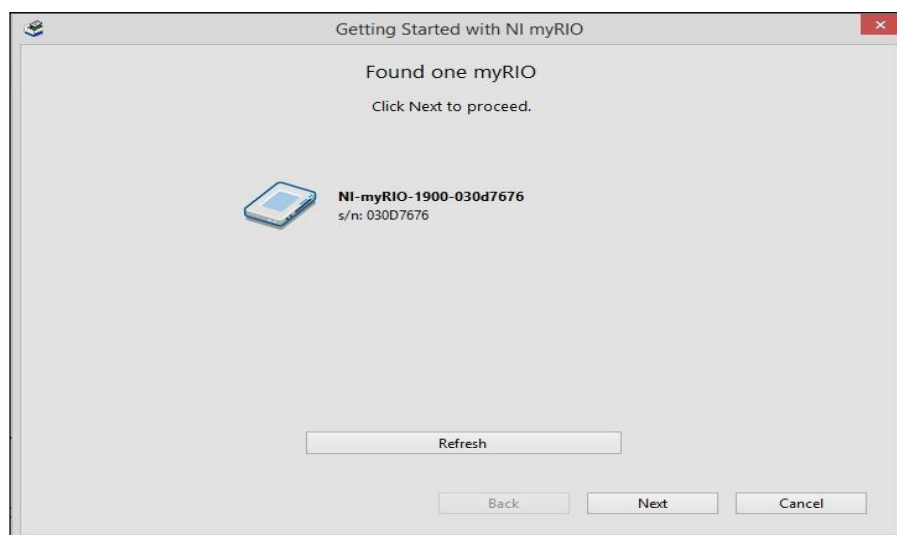 Getting Started with NI myRIO
Found one myRIO
Click Next to proceed.
NI-myRIO-1900-030d7676
s/n: 030D7676
Refresh
Back Next Cancel